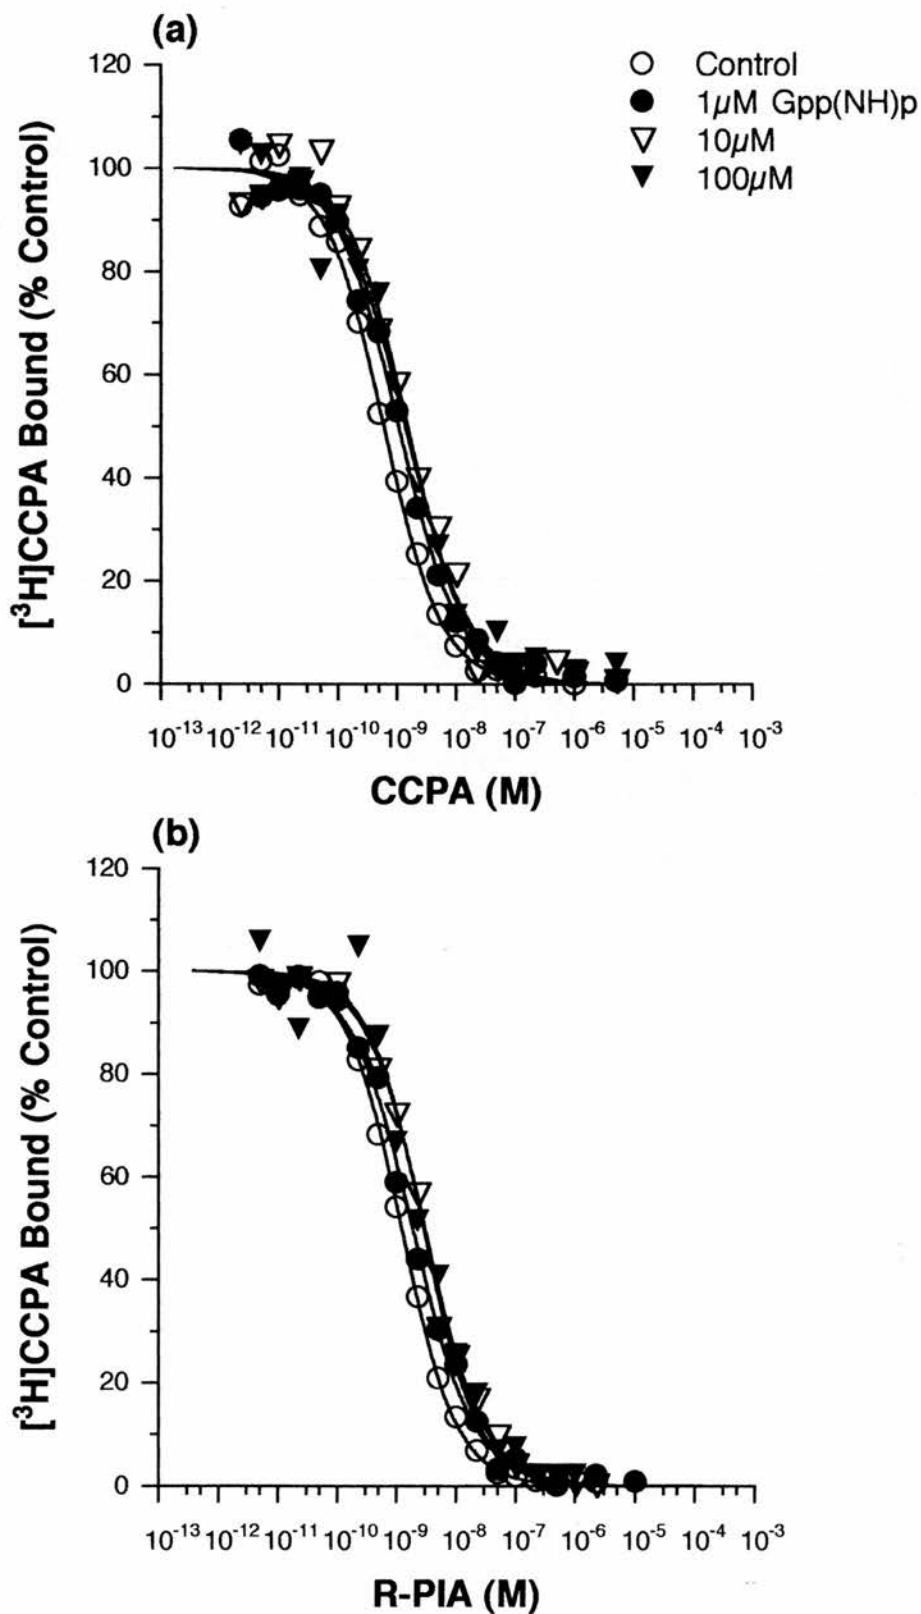 (a)
Control
1µM Gpp(NH)p
10µM
100µM
[³H]CCPA Bound (% Control)
120
100
80
60
40
20
0
10⁻¹³ 10⁻¹² 10⁻¹¹ 10⁻¹⁰ 10⁻⁹ 10⁻⁸ 10⁻⁷ 10⁻⁶ 10⁻⁵ 10⁻⁴ 10⁻³
CCPA (M)
(b)
[³H]CCPA Bound (% Control)
120
100
80
60
40
20
0
10⁻¹³ 10⁻¹² 10⁻¹¹ 10⁻¹⁰ 10⁻⁹ 10⁻⁸ 10⁻⁷ 10⁻⁶ 10⁻⁵ 10⁻⁴ 10⁻³
R-PIA (M)